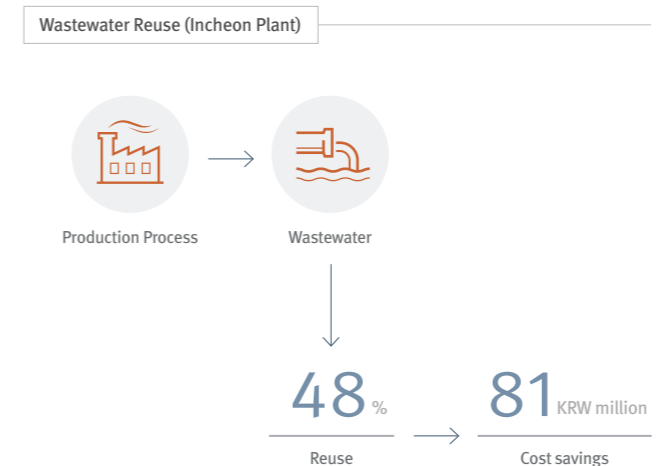 Wastewater Reuse (Incheon Plant)
Production Process
Wastewater
48 %
81 KRW million
Reuse
Cost savings